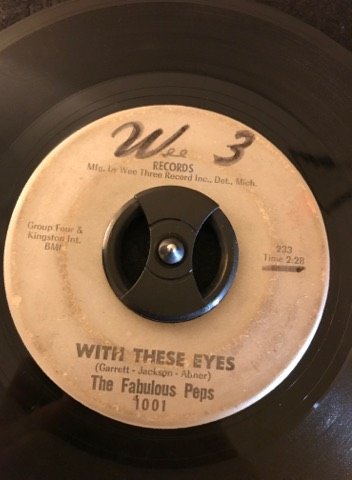 Wee 3
RECORDS
Mfg. by Wee Three Record Inc., Det., Mich.
Group Four &
Kingston Int.
BMI
233
Time 2:28
WITH THESE EYES
(Garrett - Jackson - Abner)
The Fabulous Peps
1001